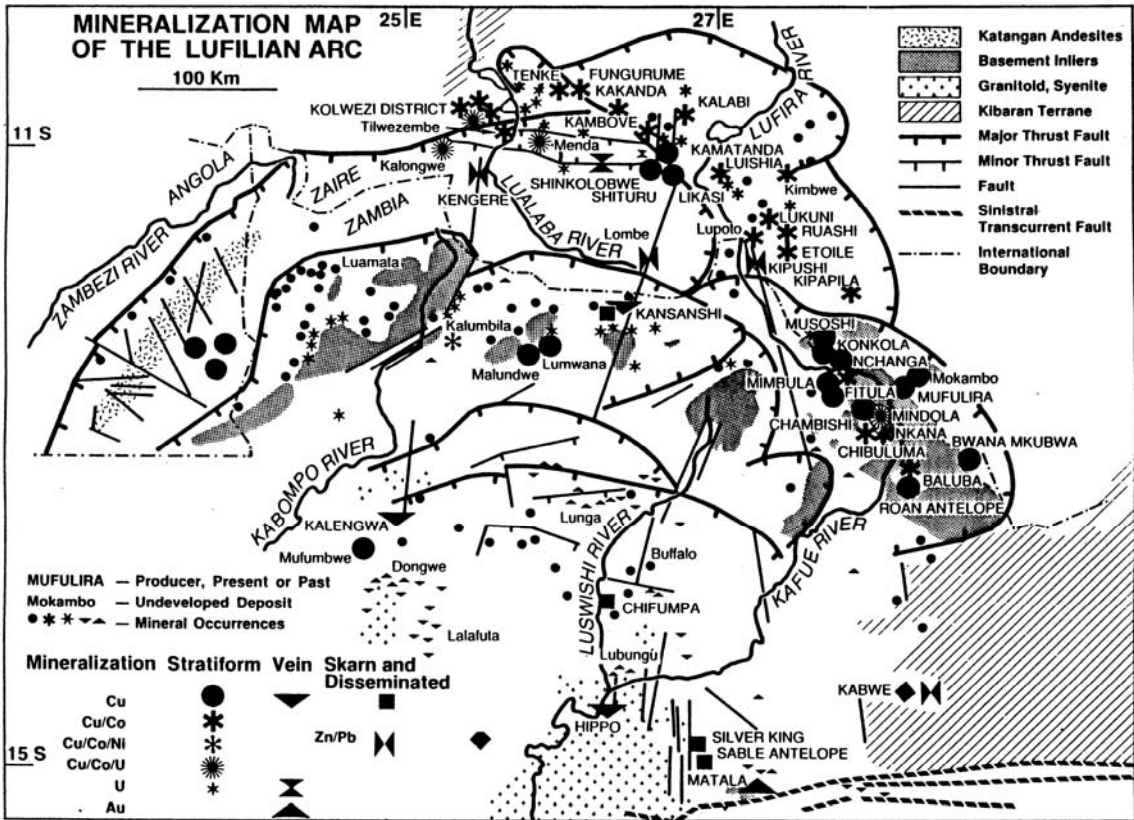 MINERALIZATION MAP
OF THE LUFILIAN ARC
100 Km
25 E
27 E
11 S
15 S
Katangan Andesites
Basement Inliers
Granitoid, Syenite
Kibaran Terrane
Major Thrust Fault
Minor Thrust Fault
Fault
Sinistral
Transcurrent Fault
International
Boundary
TENKE
FUNGURUME
KAKANDA
KOLWEZI DISTRICT
Tilwezembe
KAMBOVE
KALABI
LUFIRA
RIVER
Kalongwe
Menda
KAMATANDA
LUISHIA
SHINKOLOBWE
SHITURU
LIKASI
Kimbwe
ANGOLA
ZAIRE
ZAMBIA
ZAMBEZI RIVER
KENGERE
LUALABA
RIVER
Lombe
Lupolo
LUKUNI
RUASHI
ETOILE
KIPUSHI
KIPAPILA
Luamala
Kalumbila
KANSANSHI
Lumwana
Malundwe
MUSOSHI
KONKOLA
NCHANGA
MIMBULA
FITULA
Mokambo
MUFULIRA
CHAMBISHI
MINDOLA
NKANA
BWANA MKUBWA
CHIBULUMA
BALUBA
ROAN ANTELOPE
KABOMPO RIVER
KALENGWA
Mufumbwe
Dongwe
Lunga
LUSWISHI RIVER
Buffalo
KAFUE RIVER
CHIFUMPA
Lalafuta
Lubungu
HIPPO
KABWE
SILVER KING
SABLE ANTELOPE
MATALA
MUFULIRA — Producer, Present or Past
Mokambo — Undeveloped Deposit
— Mineral Occurrences
Mineralization Stratiform Vein Skarn and
Disseminated
Cu
Cu/Co
Cu/Co/Ni
Zn/Pb
Cu/Co/U
U
Au